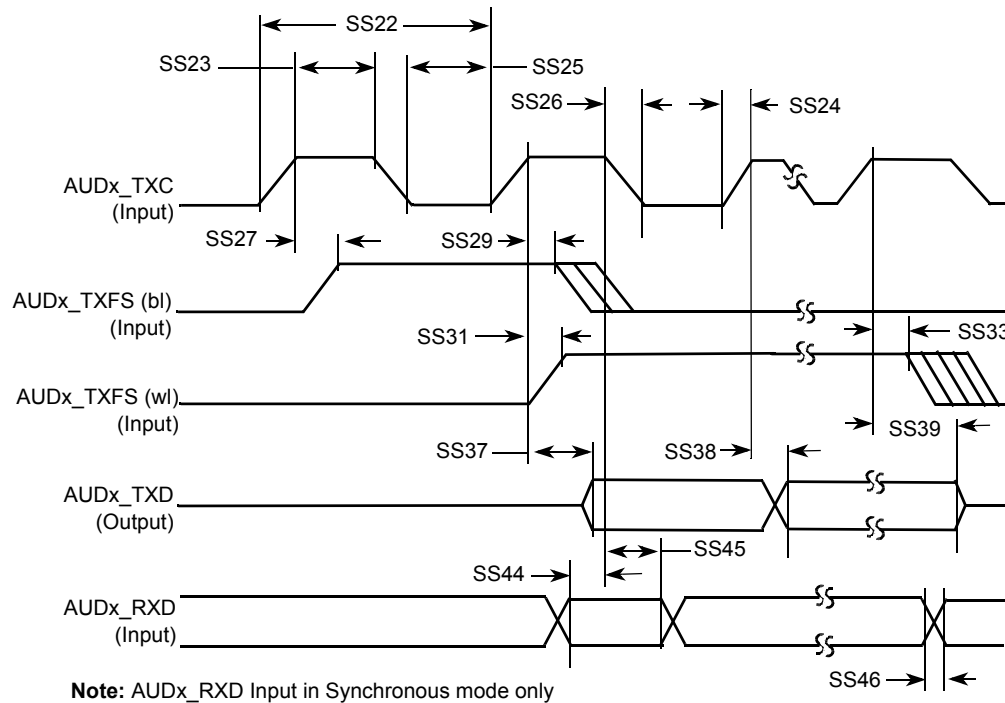 SS22
SS23
SS25
SS26
SS24
AUDx_TXC
(Input)
SS27
SS29
AUDx_TXFS (bl)
(Input)
SS31
SS33
AUDx_TXFS (wl)
(Input)
SS39
SS37
SS38
AUDx_TXD
(Output)
SS45
SS44
AUDx_RXD
(Input)
SS46
Note: AUDx_RXD Input in Synchronous mode only